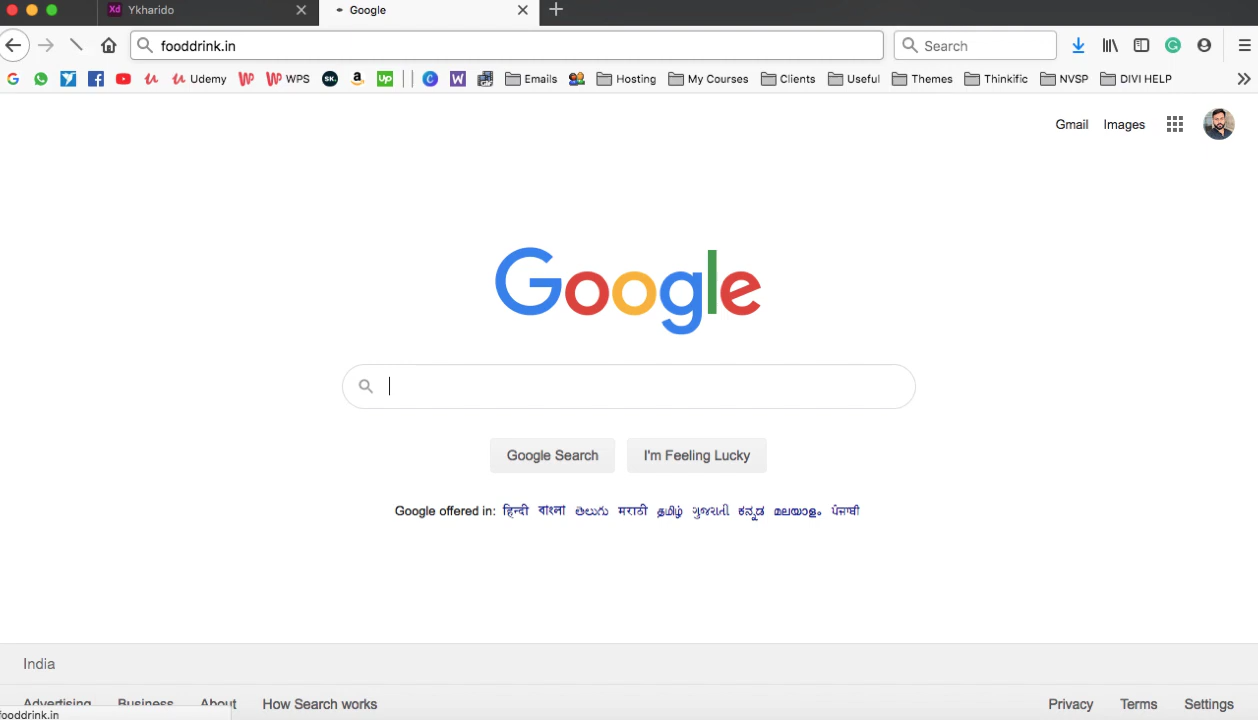 Xd Ykharido Google
fooddrink.in Search
Udemy WPS Emails Hosting My Courses Clients Useful Themes Thinkific NVSP DIVI HELP
Gmail Images
Google
Google Search I'm Feeling Lucky
Google offered in: हिन्दी বাংলা తెలుగు मराठी தமிழ் ગુજરાતી ಕನ್ನಡ മലയാളം ਪੰਜਾਬੀ
India
Advertising Business About How Search works Privacy Terms Settings
fooddrink.in